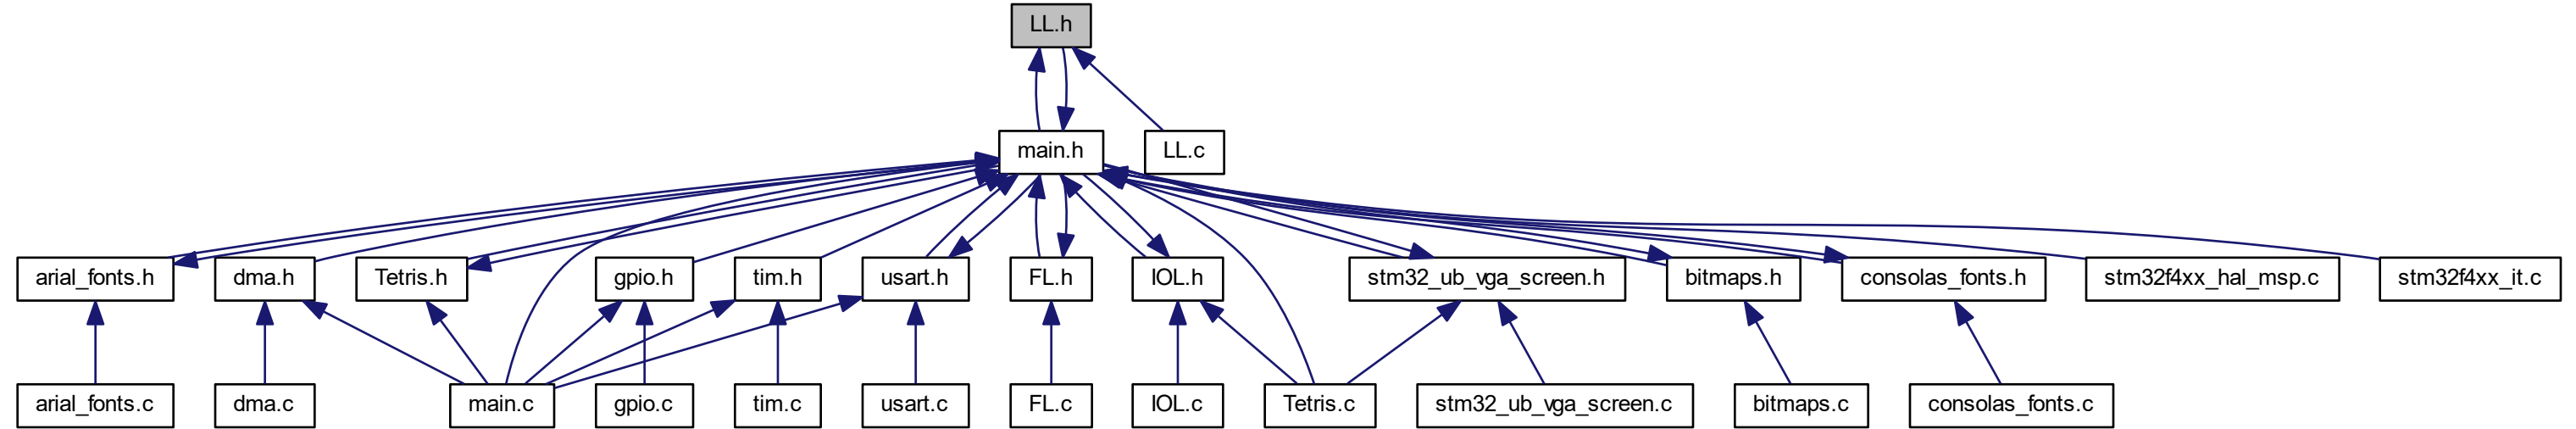 LL.h
main.h
LL.c
arial_fonts.h
dma.h
Tetris.h
gpio.h
tim.h
usart.h
FL.h
IOL.h
stm32_ub_vga_screen.h
bitmaps.h
consolas_fonts.h
stm32f4xx_hal_msp.c
stm32f4xx_it.c
arial_fonts.c
dma.c
main.c
gpio.c
tim.c
usart.c
FL.c
IOL.c
Tetris.c
stm32_ub_vga_screen.c
bitmaps.c
consolas_fonts.c